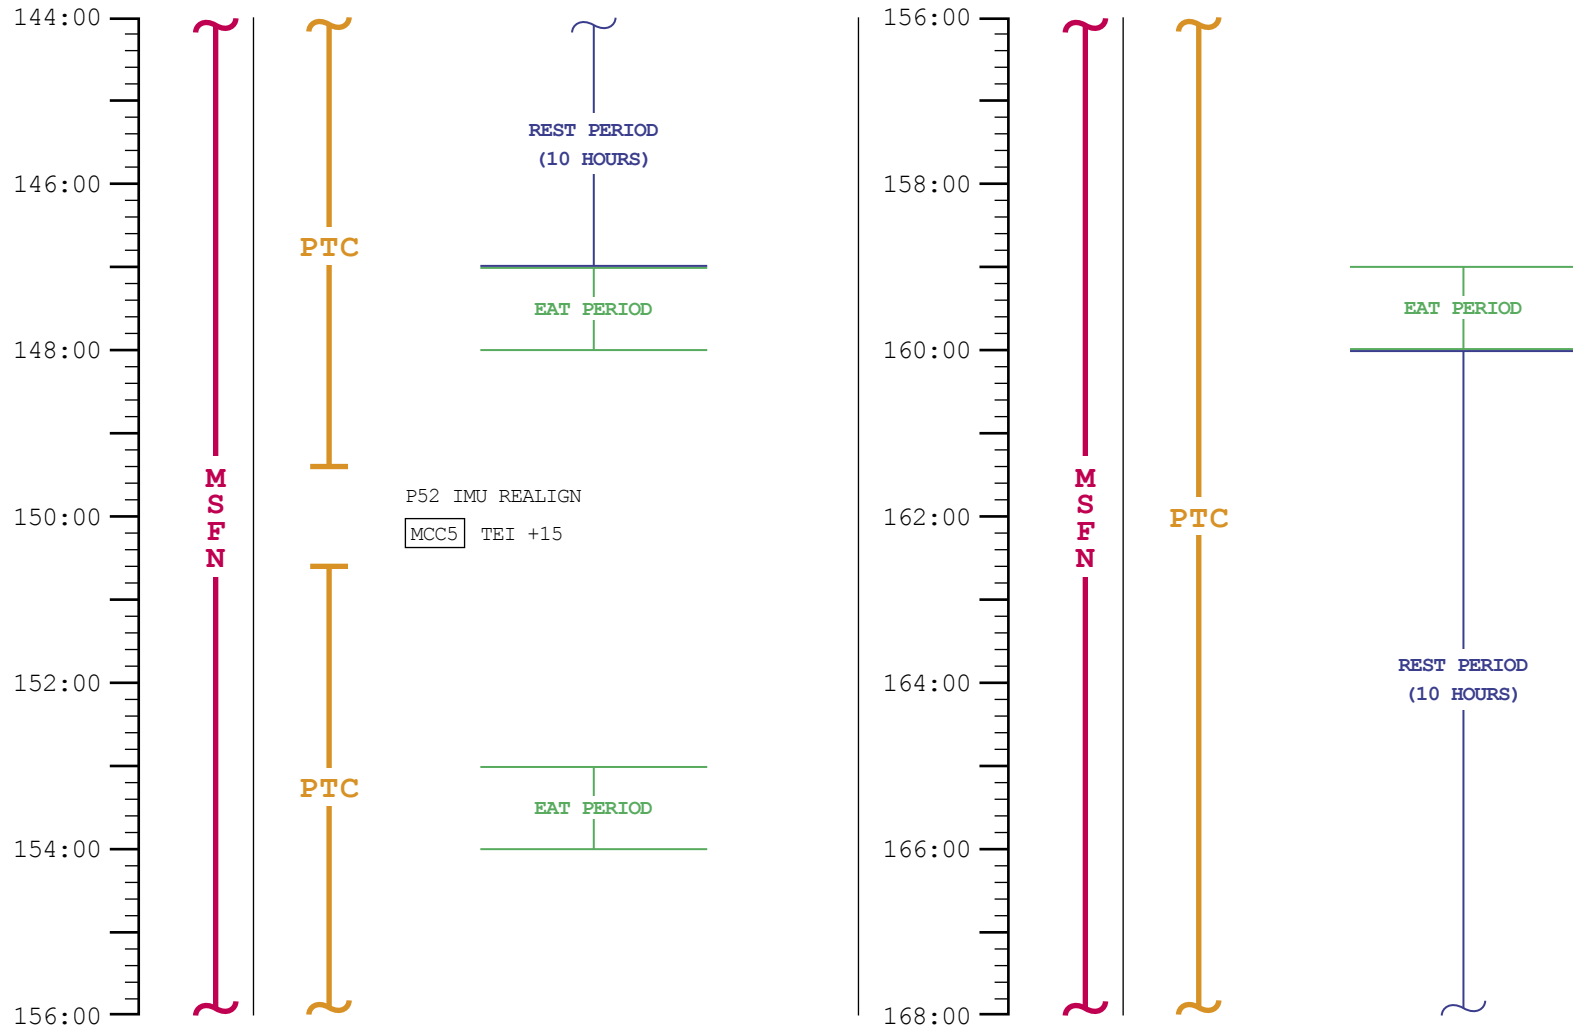 144:00
146:00
148:00
150:00
152:00
154:00
156:00
M
S
F
N
PTC
PTC
REST PERIOD
(10 HOURS)
EAT PERIOD
P52 IMU REALIGN
MCC5 TEI +15
EAT PERIOD
156:00
158:00
160:00
162:00
164:00
166:00
168:00
M
S
F
N
PTC
EAT PERIOD
REST PERIOD
(10 HOURS)